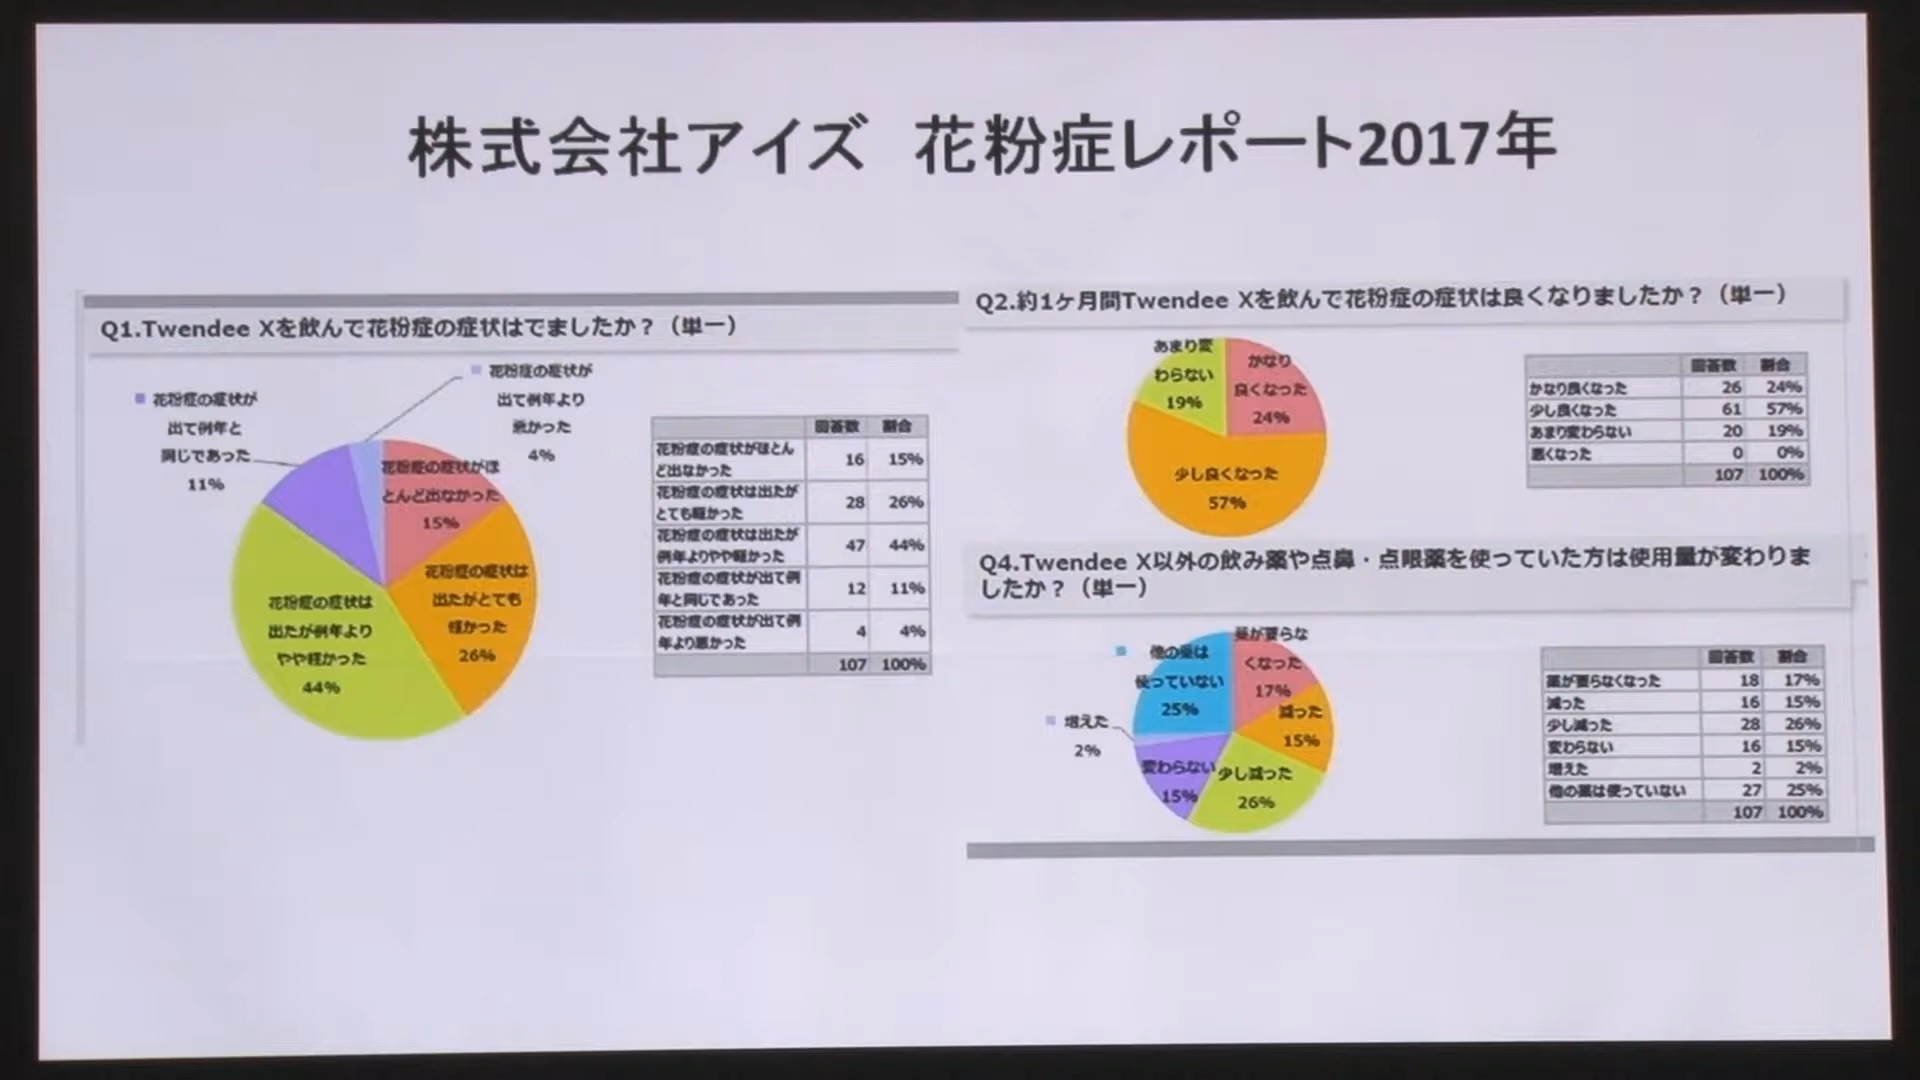 株式会社アイズ　花粉症レポート2017年
Q1.Twendee Xを飲んで花粉症の症状はでましたか？（単一）
花粉症の症状が
出て例年より
悪かった
4%
花粉症の症状が
出て例年と
同じであった
11%
花粉症の症状がほ
とんど出なかった
15%
花粉症の症状は
出たがとても
軽かった
26%
花粉症の症状は
出たが例年より
やや軽かった
44%
回答数 割合
花粉症の症状がほとん
ど出なかった 16 15%
花粉症の症状は出たが
とても軽かった 28 26%
花粉症の症状は出たが
例年よりやや軽かった 47 44%
花粉症の症状が出て例
年と同じであった 12 11%
花粉症の症状が出て例
年より悪かった 4 4%
107 100%
Q2.約1ヶ月間Twendee Xを飲んで花粉症の症状は良くなりましたか？（単一）
あまり変
わらない
19%
かなり
良くなった
24%
少し良くなった
57%
回答数 割合
かなり良くなった 26 24%
少し良くなった 61 57%
あまり変わらない 20 19%
悪くなった 0 0%
107 100%
Q4.Twendee X以外の飲み薬や点鼻・点眼薬を使っていた方は使用量が変わりま
したか？（単一）
他の薬は
使っていない
25%
薬が要らな
くなった
17%
減った
15%
増えた
2%
変わらない
15%
少し減った
26%
回答数 割合
薬が要らなくなった 18 17%
減った 16 15%
少し減った 28 26%
変わらない 16 15%
増えた 2 2%
他の薬は使っていない 27 25%
107 100%